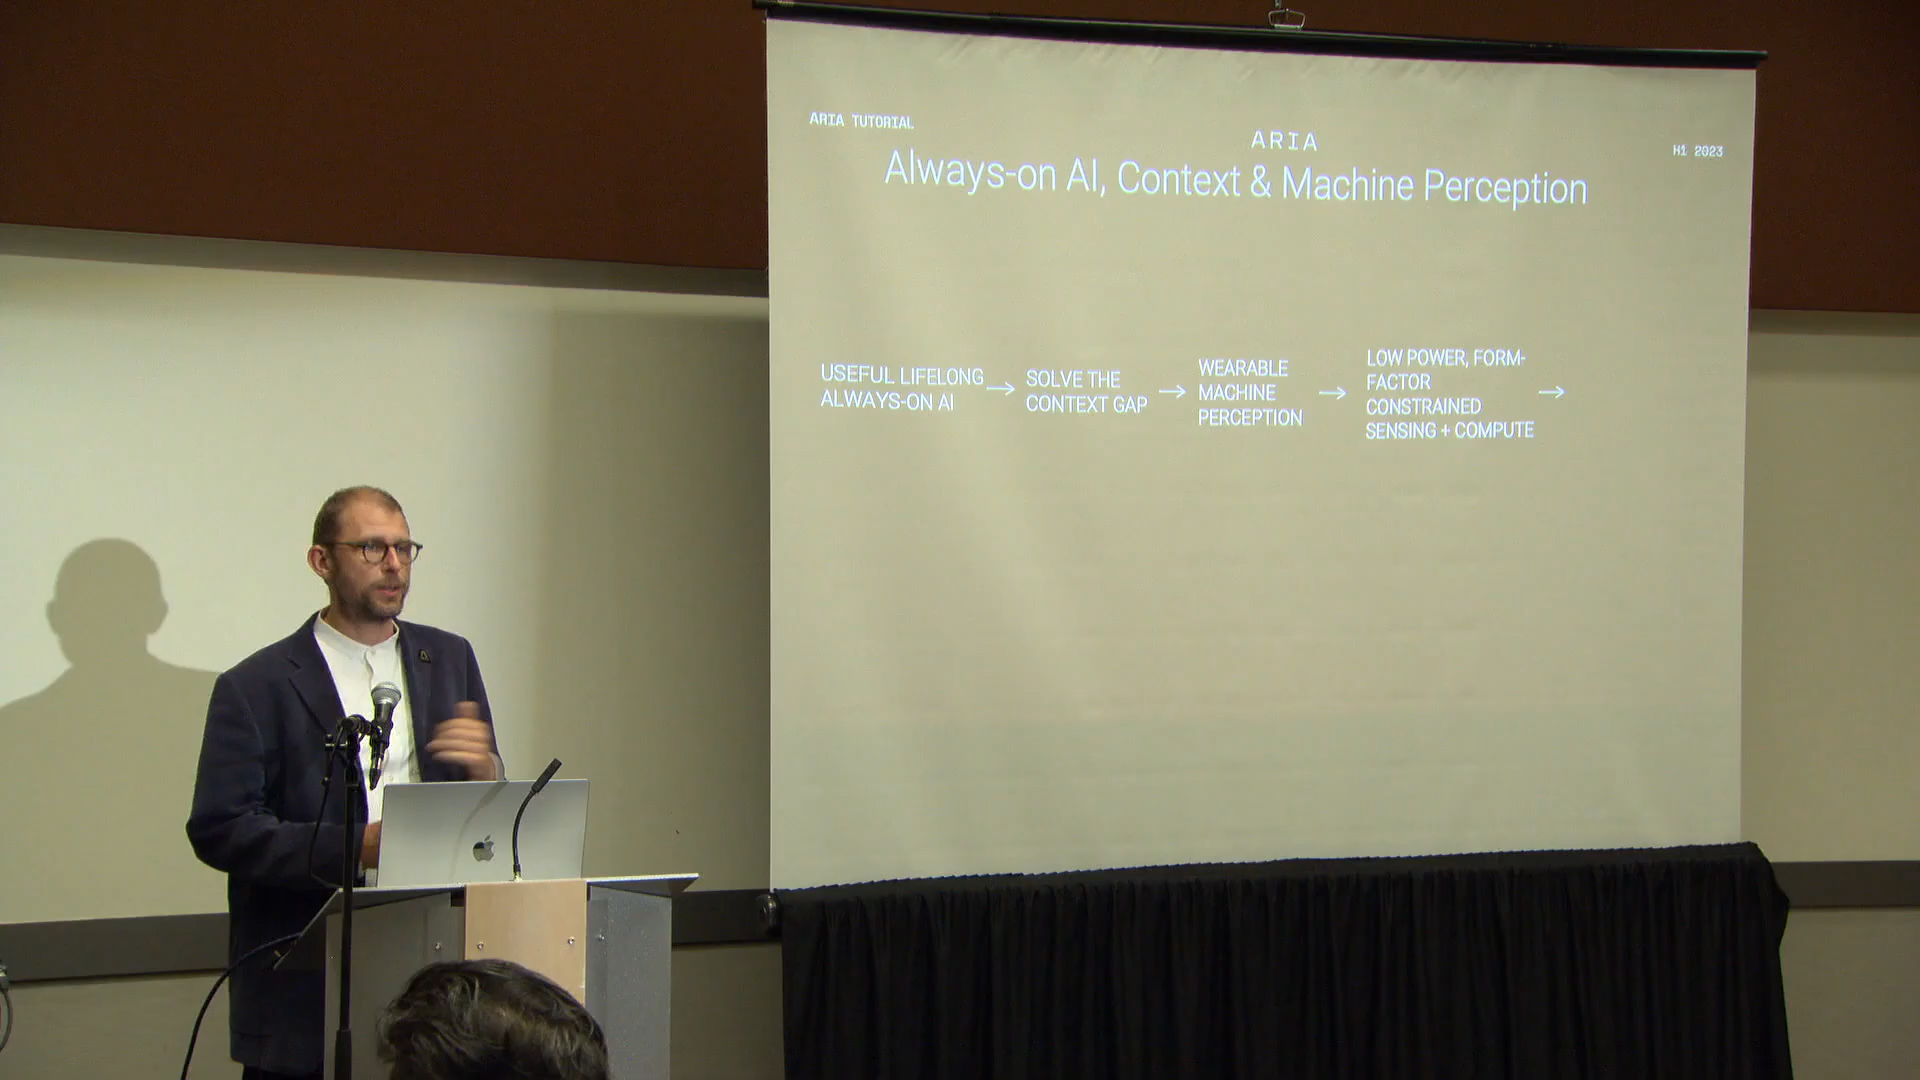 ARIA TUTORIAL
ARIA
H1 2023
Always-on AI, Context & Machine Perception
USEFUL LIFELONG
ALWAYS-ON AI
→
SOLVE THE
CONTEXT GAP
→
WEARABLE
MACHINE
PERCEPTION
→
LOW POWER, FORM-
FACTOR
CONSTRAINED
SENSING + COMPUTE
→